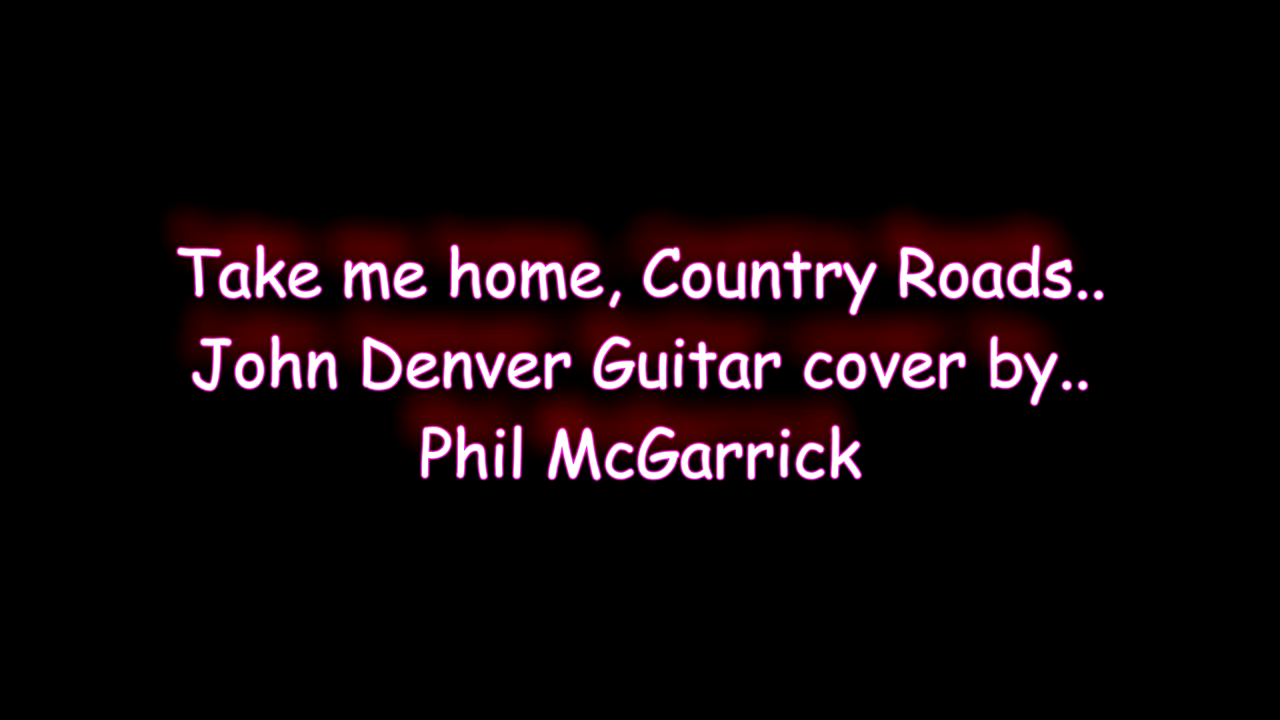 Take me home, Country Roads..
John Denver Guitar cover by..
Phil McGarrick